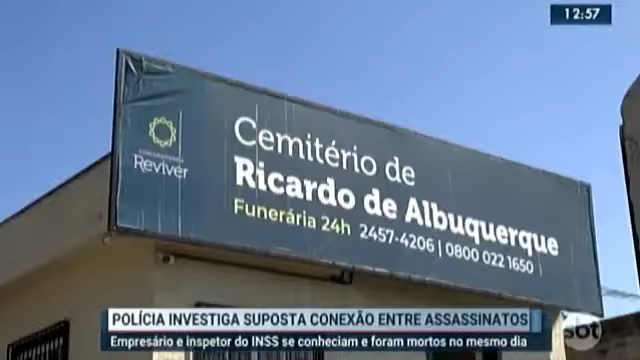 12:57
CONCESSIONÁRIA
Reviver
Cemitério de
Ricardo de Albuquerque
Funerária 24h 2457-4206 | 0800 022 1650
POLÍCIA INVESTIGA SUPOSTA CONEXÃO ENTRE ASSASSINATOS
Empresário e inspetor do INSS se conheciam e foram mortos no mesmo dia
sbt